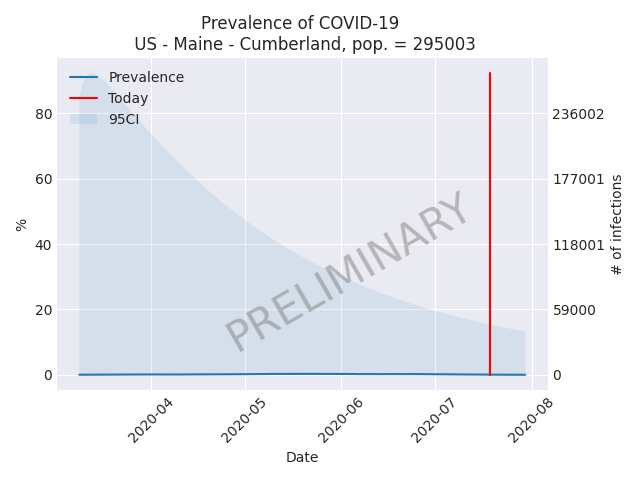 Prevalence of COVID-19
US - Maine - Cumberland, pop. = 295003
Prevalence
Today
95CI
80
60
40
20
0
%
236002
177001
118001
59000
0
# of infections
PRELIMINARY
2020-04
2020-05
2020-06
2020-07
2020-08
Date